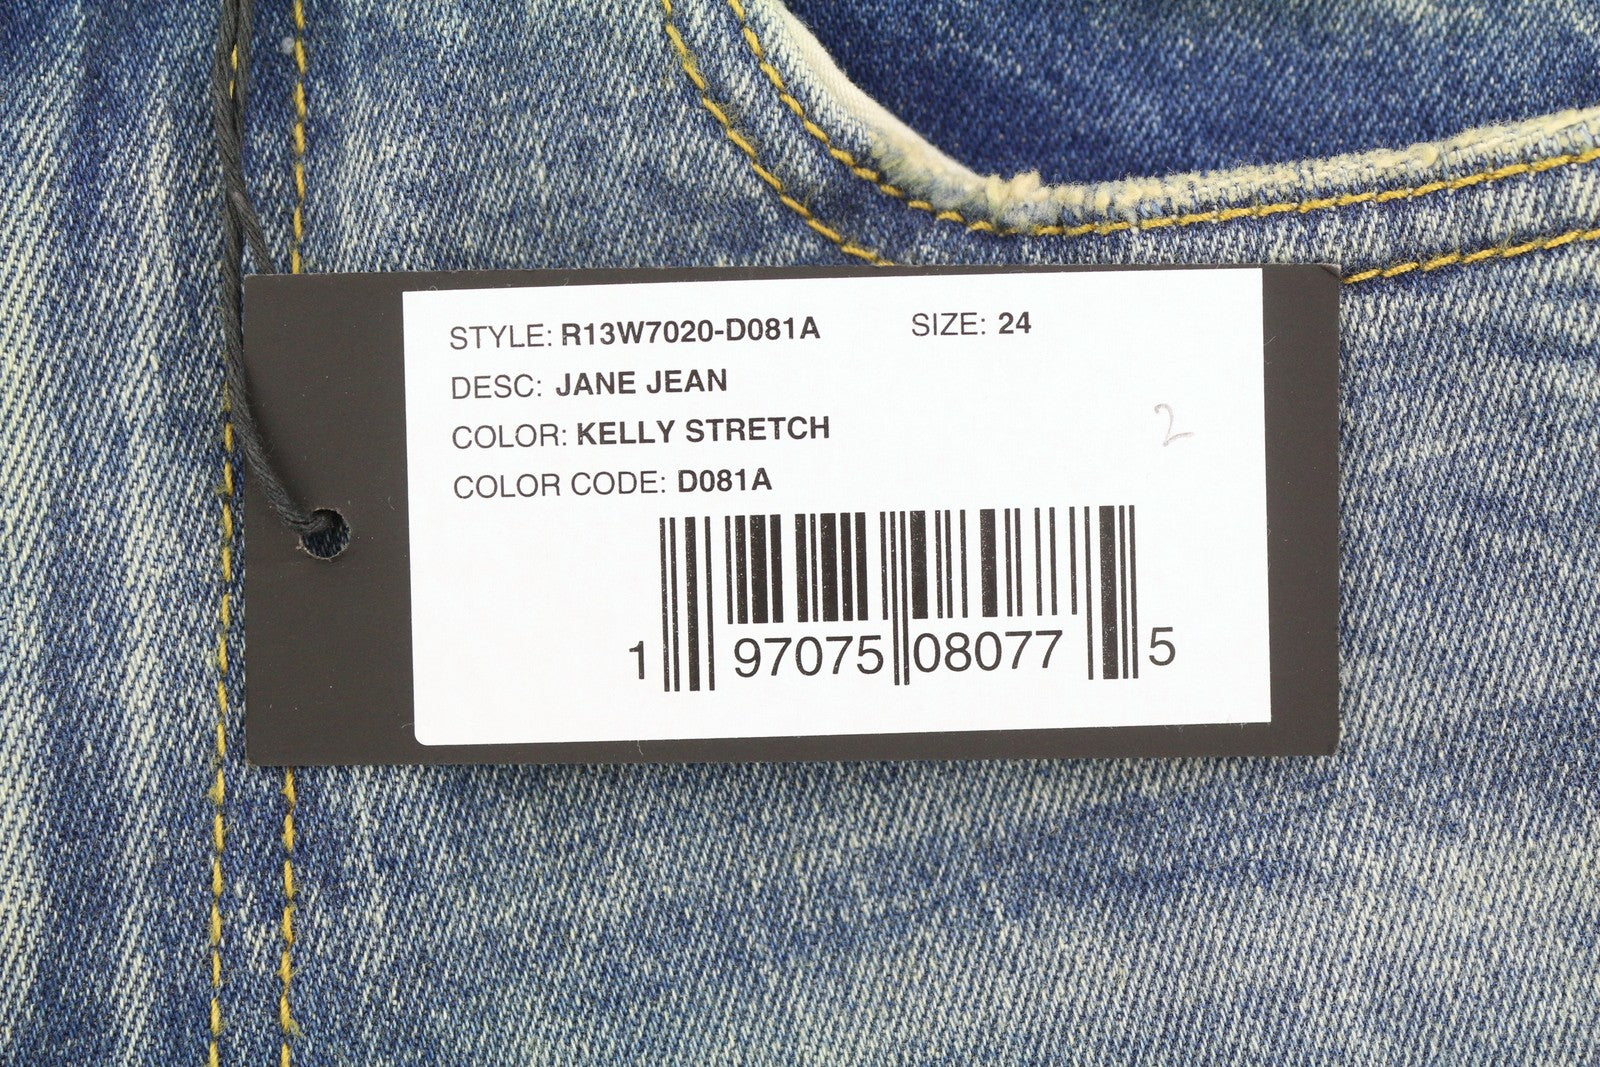 STYLE: R13W7020-D081A SIZE: 24
DESC: JANE JEAN
COLOR: KELLY STRETCH
2
COLOR CODE: D081A
1 97075 08077 5